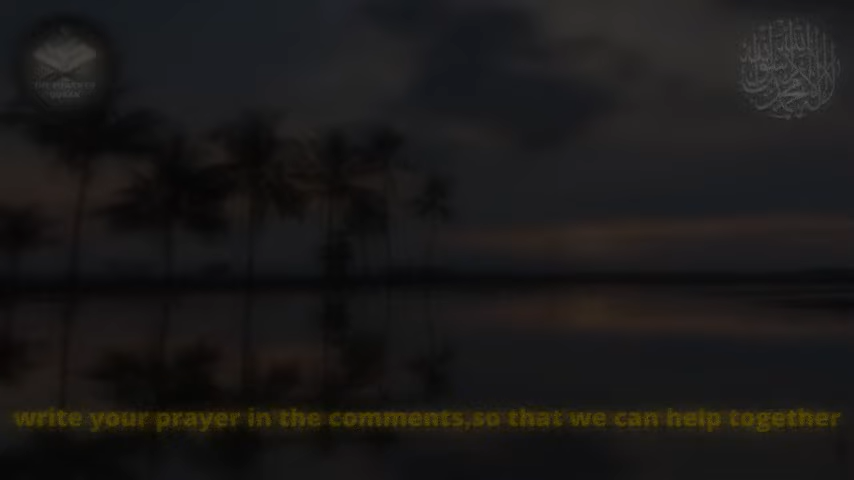 write your prayer in the comments,so that we can help together